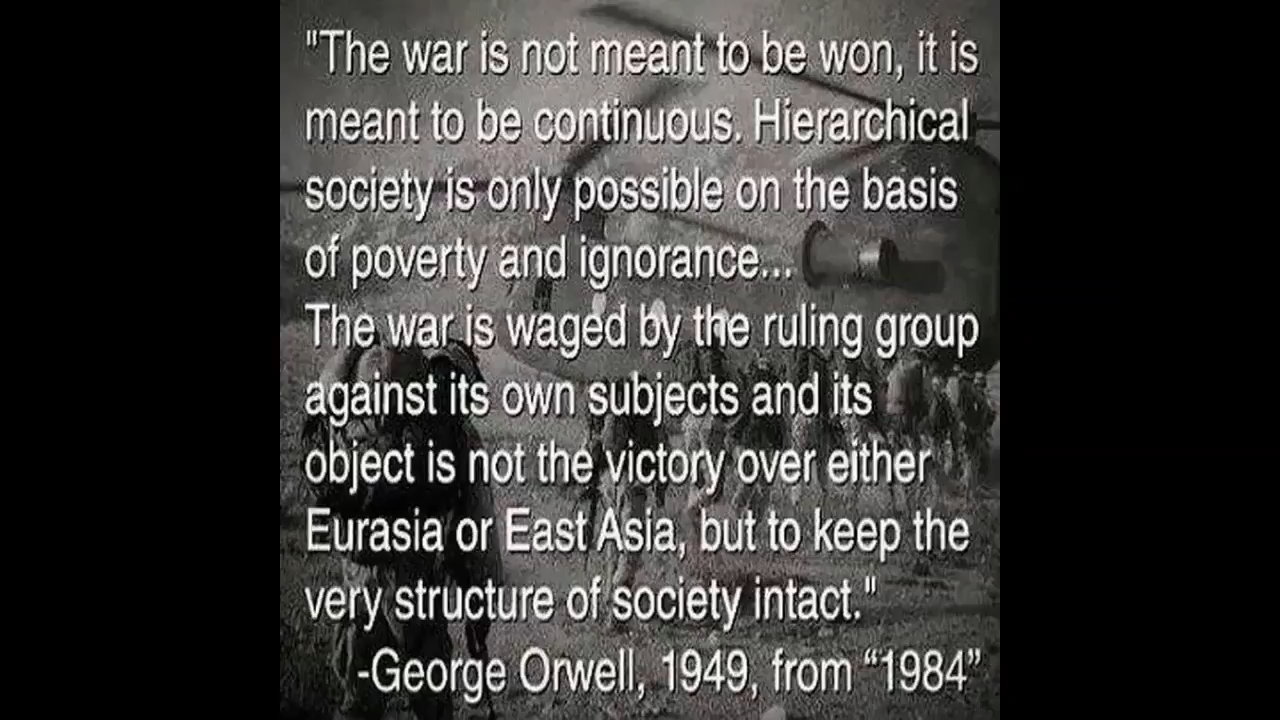 "The war is not meant to be won, it is
meant to be continuous. Hierarchical
society is only possible on the basis
of poverty and ignorance...
The war is waged by the ruling group
against its own subjects and its
object is not the victory over either
Eurasia or East Asia, but to keep the
very structure of society intact."
-George Orwell, 1949, from “1984”